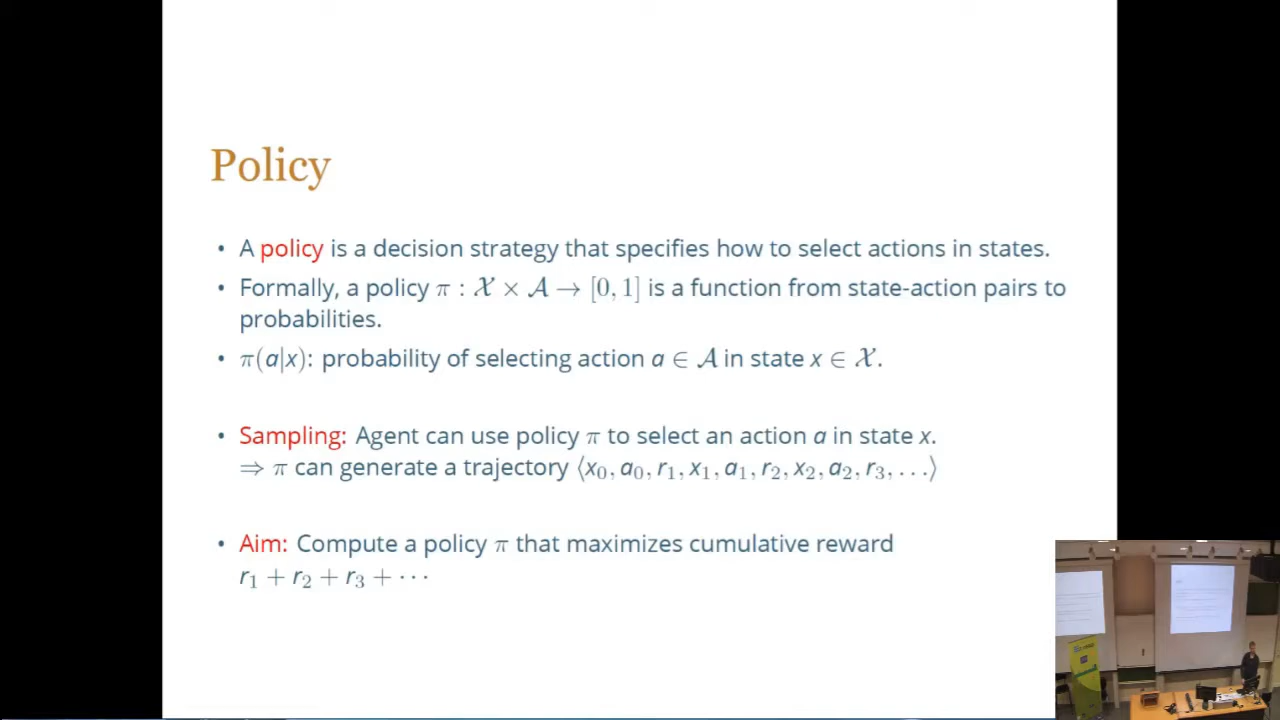 Policy
• A policy is a decision strategy that specifies how to select actions in states.
• Formally, a policy π : 𝒳 × 𝒜 → [0, 1] is a function from state-action pairs to
probabilities.
• π(a|x): probability of selecting action a ∈ 𝒜 in state x ∈ 𝒳.
• Sampling: Agent can use policy π to select an action a in state x.
⇒ π can generate a trajectory ⟨x₀, a₀, r₁, x₁, a₁, r₂, x₂, a₂, r₃, . . .⟩
• Aim: Compute a policy π that maximizes cumulative reward
r₁ + r₂ + r₃ + · · ·